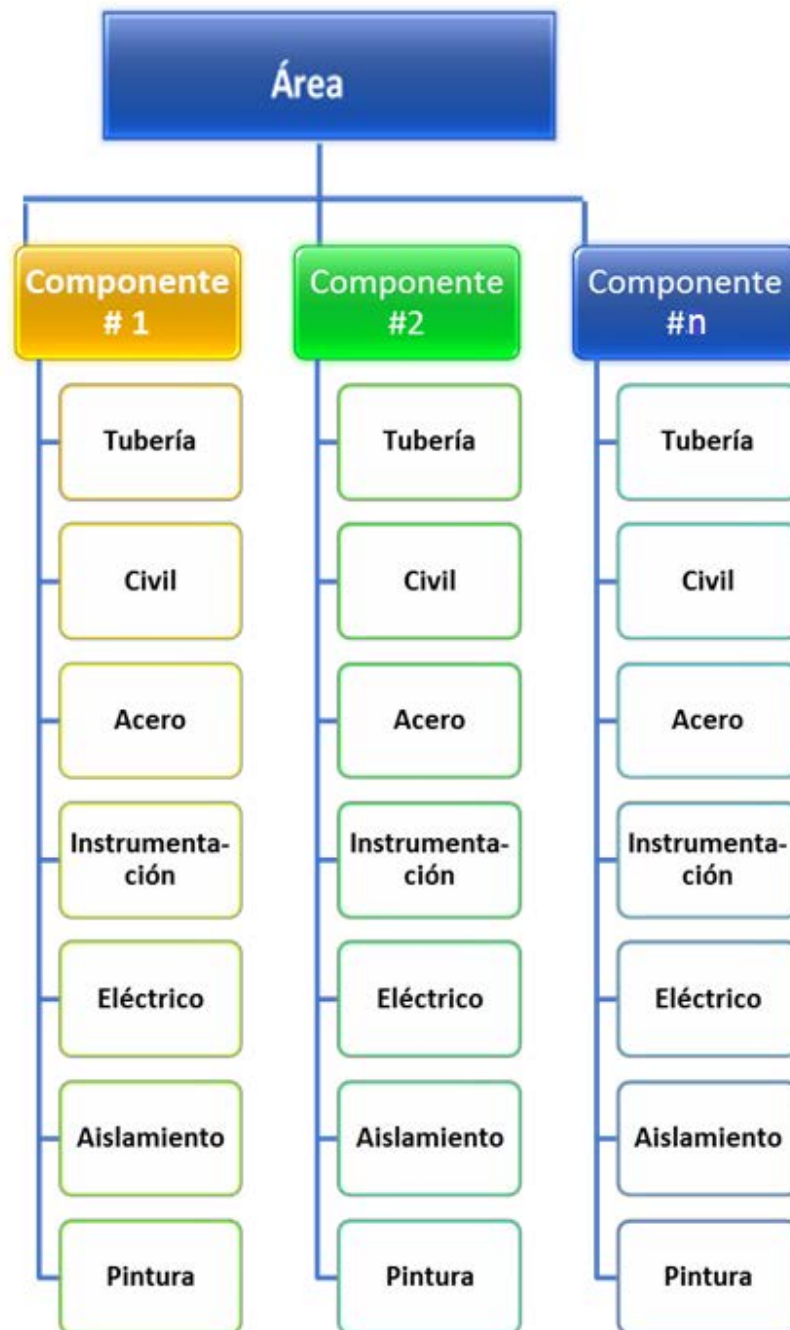 Área
Componente
# 1
Tubería
Civil
Acero
Instrumenta-
ción
Eléctrico
Aislamiento
Pintura
Componente
#2
Tubería
Civil
Acero
Instrumenta-
ción
Eléctrico
Aislamiento
Pintura
Componente
#n
Tubería
Civil
Acero
Instrumenta-
ción
Eléctrico
Aislamiento
Pintura